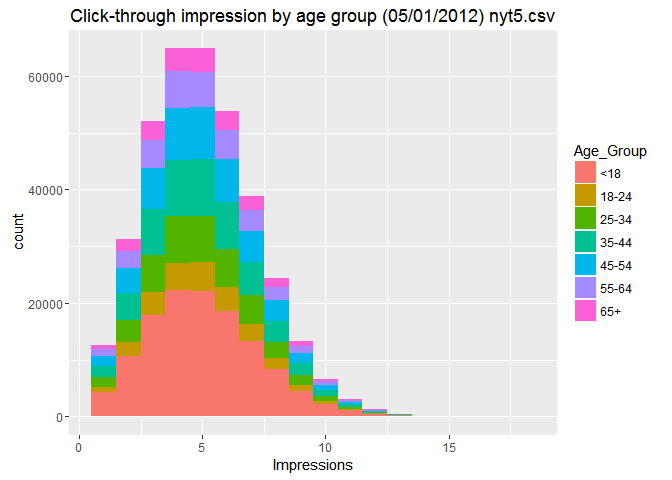 Click-through impression by age group (05/01/2012) nyt5.csv
60000
40000
20000
0
count
0 5 10 15
Impressions
Age_Group
<18
18-24
25-34
35-44
45-54
55-64
65+